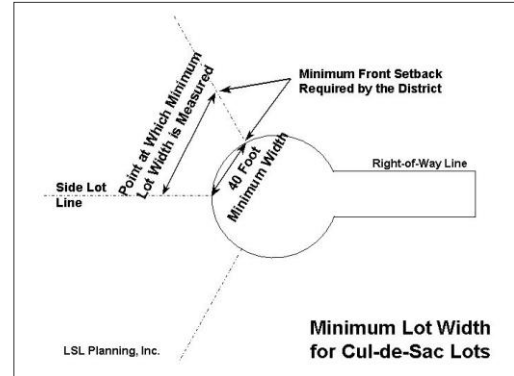 Point at Which Minimum
Lot Width is Measured
Minimum Front Setback
Required by the District
40 Foot
Minimum Width
Right-of-Way Line
Side Lot
Line
Minimum Lot Width
for Cul-de-Sac Lots
LSL Planning, Inc.